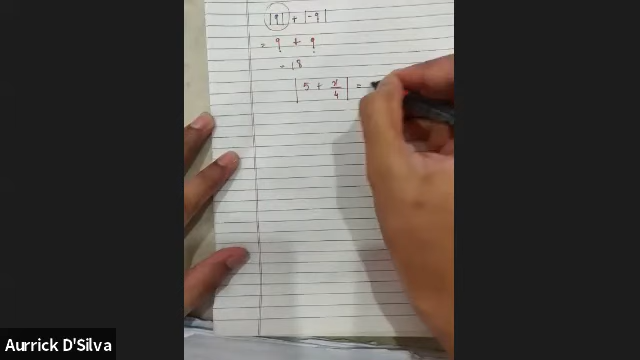 |9| + |-9|
= 9 + 9
= 18
|5 + x/4| =
Aurrick D'Silva